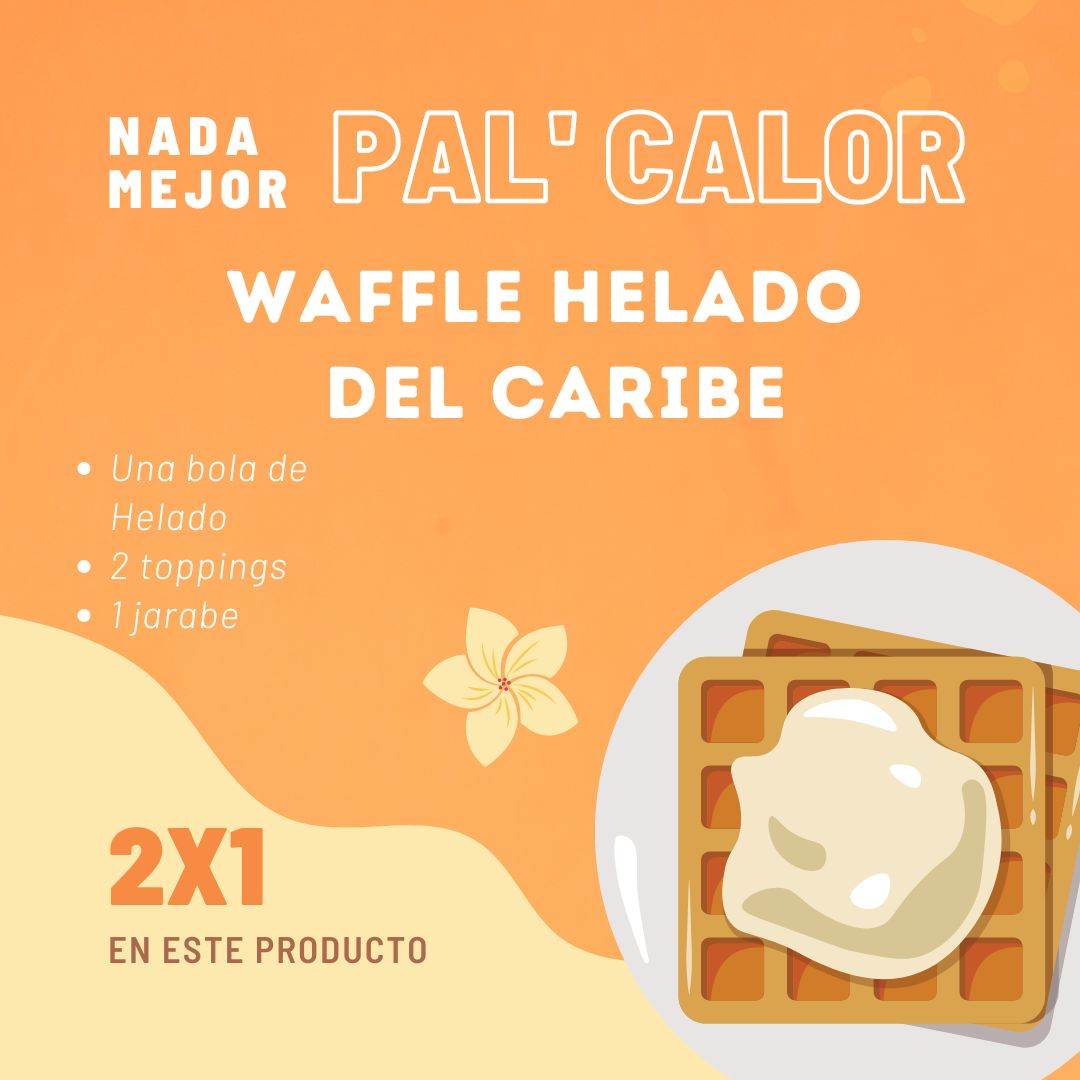 NADA
MEJOR
PAL' CALOR
WAFFLE HELADO
DEL CARIBE
• Una bola de
Helado
• 2 toppings
• 1 jarabe
2X1
EN ESTE PRODUCTO